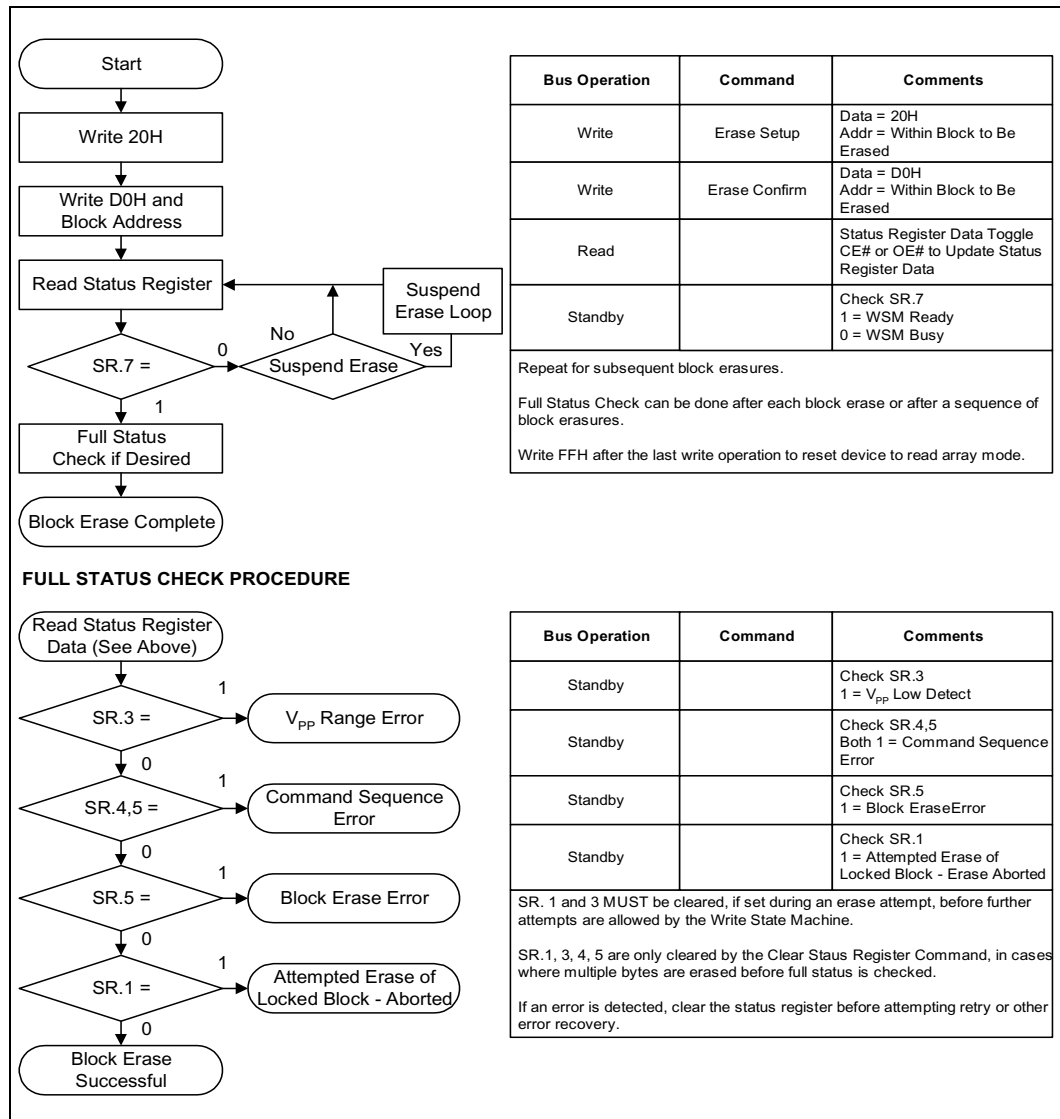 Start
Write 20H
Write D0H and
Block Address
Read Status Register
Suspend
Erase Loop
No
Yes
SR.7 =
0
Suspend Erase
1
Full Status
Check if Desired
Block Erase Complete
Bus Operation Command Comments
Write Erase Setup Data = 20H
Addr = Within Block to Be
Erased
Write Erase Confirm Data = D0H
Addr = Within Block to Be
Erased
Read Status Register Data Toggle
CE# or OE# to Update Status
Register Data
Standby Check SR.7
1 = WSM Ready
0 = WSM Busy
Repeat for subsequent block erasures.
Full Status Check can be done after each block erase or after a sequence of
block erasures.
Write FFH after the last write operation to reset device to read array mode.
FULL STATUS CHECK PROCEDURE
Read Status Register
Data (See Above)
SR.3 =
1
VPP Range Error
0
SR.4,5 =
1
Command Sequence
Error
0
SR.5 =
1
Block Erase Error
0
SR.1 =
1
Attempted Erase of
Locked Block - Aborted
0
Block Erase
Successful
Bus Operation Command Comments
Standby Check SR.3
1 = VPP Low Detect
Standby Check SR.4,5
Both 1 = Command Sequence
Error
Standby Check SR.5
1 = Block EraseError
Standby Check SR.1
1 = Attempted Erase of
Locked Block - Erase Aborted
SR. 1 and 3 MUST be cleared, if set during an erase attempt, before further
attempts are allowed by the Write State Machine.
SR.1, 3, 4, 5 are only cleared by the Clear Staus Register Command, in cases
where multiple bytes are erased before full status is checked.
If an error is detected, clear the status register before attempting retry or other
error recovery.